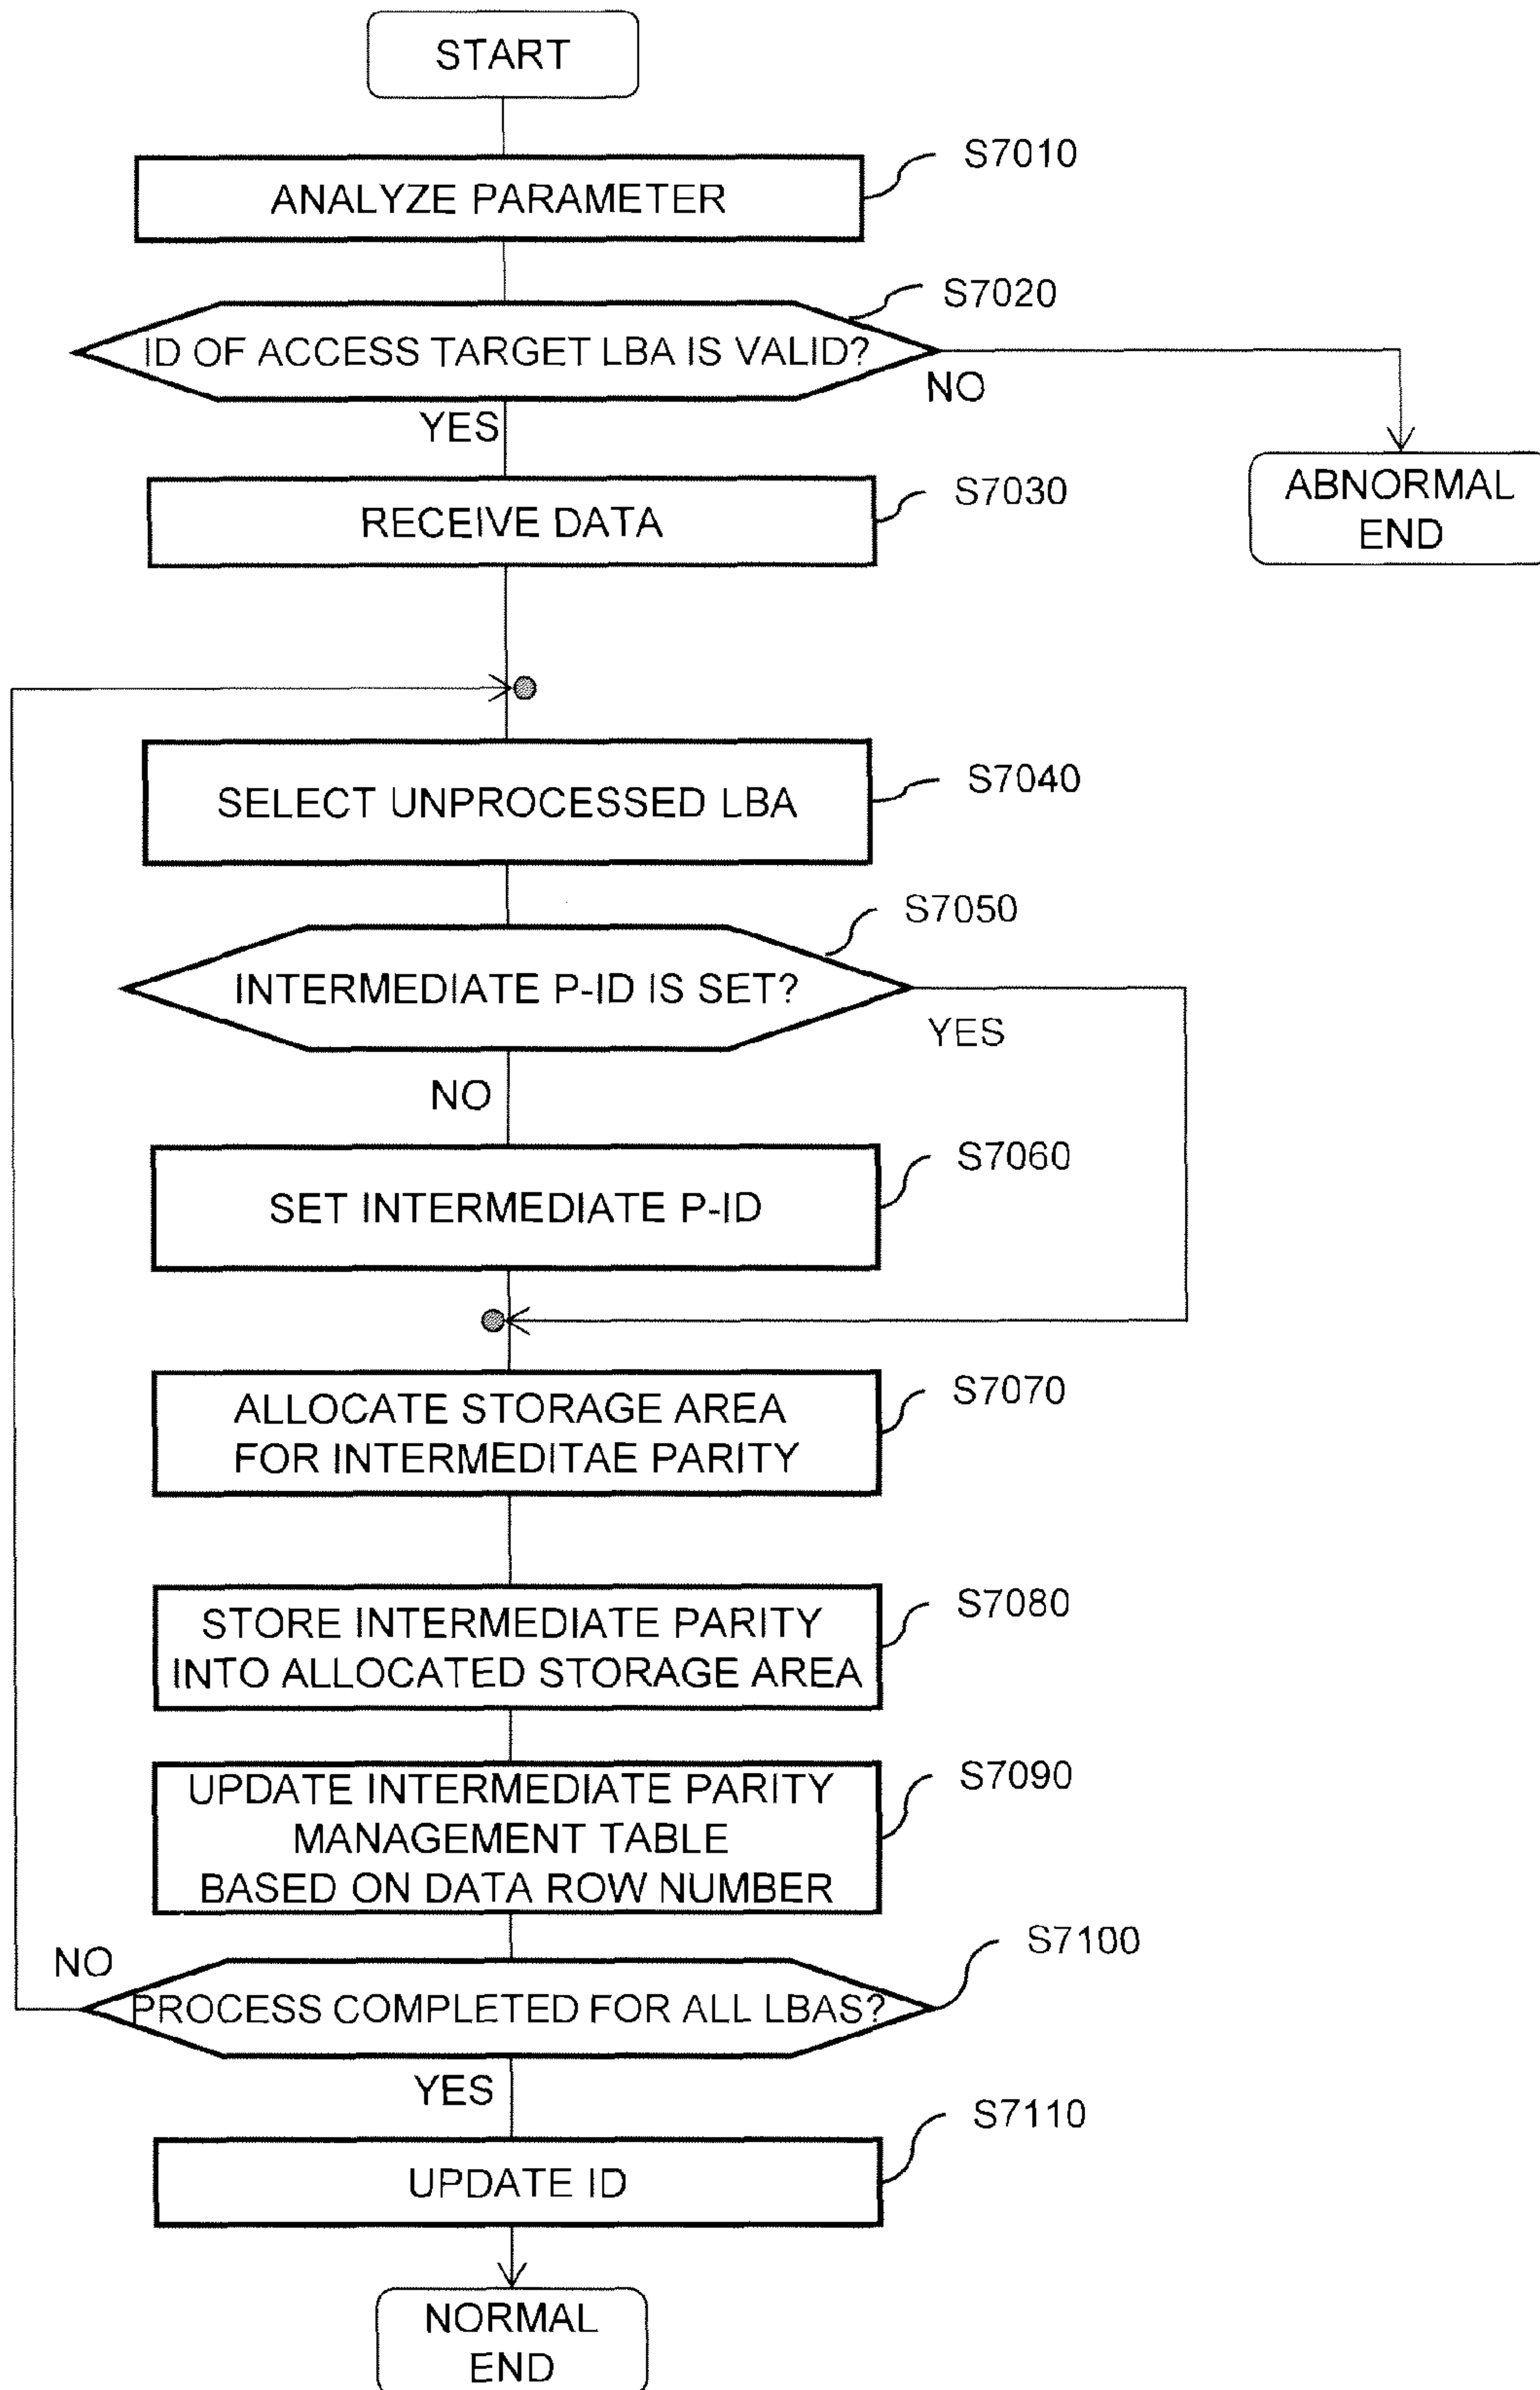 START
S7010
ANALYZE PARAMETER
S7020
ID OF ACCESS TARGET LBA IS VALID?
NO
YES
S7030
RECEIVE DATA
ABNORMAL
END
S7040
SELECT UNPROCESSED LBA
S7050
INTERMEDIATE P-ID IS SET?
YES
NO
S7060
SET INTERMEDIATE P-ID
S7070
ALLOCATE STORAGE AREA
FOR INTERMEDITAE PARITY
S7080
STORE INTERMEDIATE PARITY
INTO ALLOCATED STORAGE AREA
S7090
UPDATE INTERMEDIATE PARITY
MANAGEMENT TABLE
BASED ON DATA ROW NUMBER
S7100
NO
PROCESS COMPLETED FOR ALL LBAS?
YES
S7110
UPDATE ID
NORMAL
END